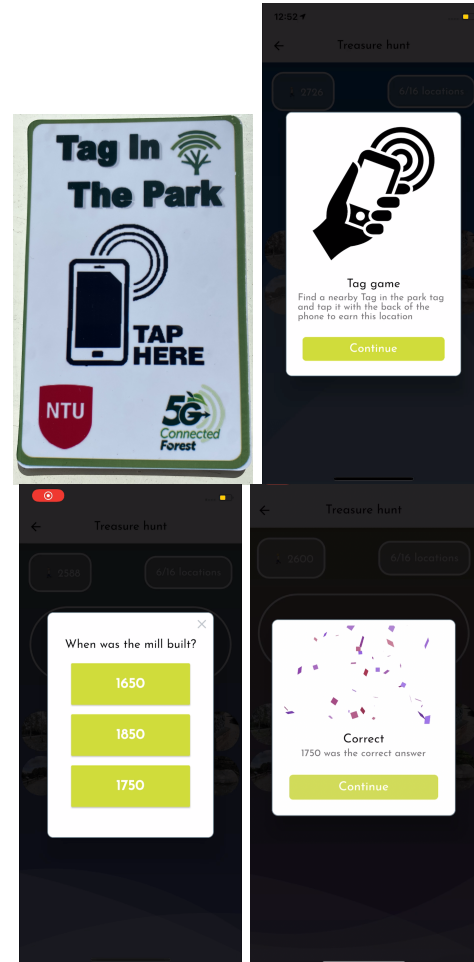 Tag In
The Park
TAP
HERE
NTU
5G
Connected
Forest
12:52
Treasure hunt
2726
6/16 locations
Tag game
Find a nearby Tag in the park tag
and tap it with the back of the
phone to earn this location
Continue
Treasure hunt
2588
6/16 locations
When was the mill built?
1650
1850
1750
Treasure hunt
2600
6/16 locations
Correct
1750 was the correct answer
Continue